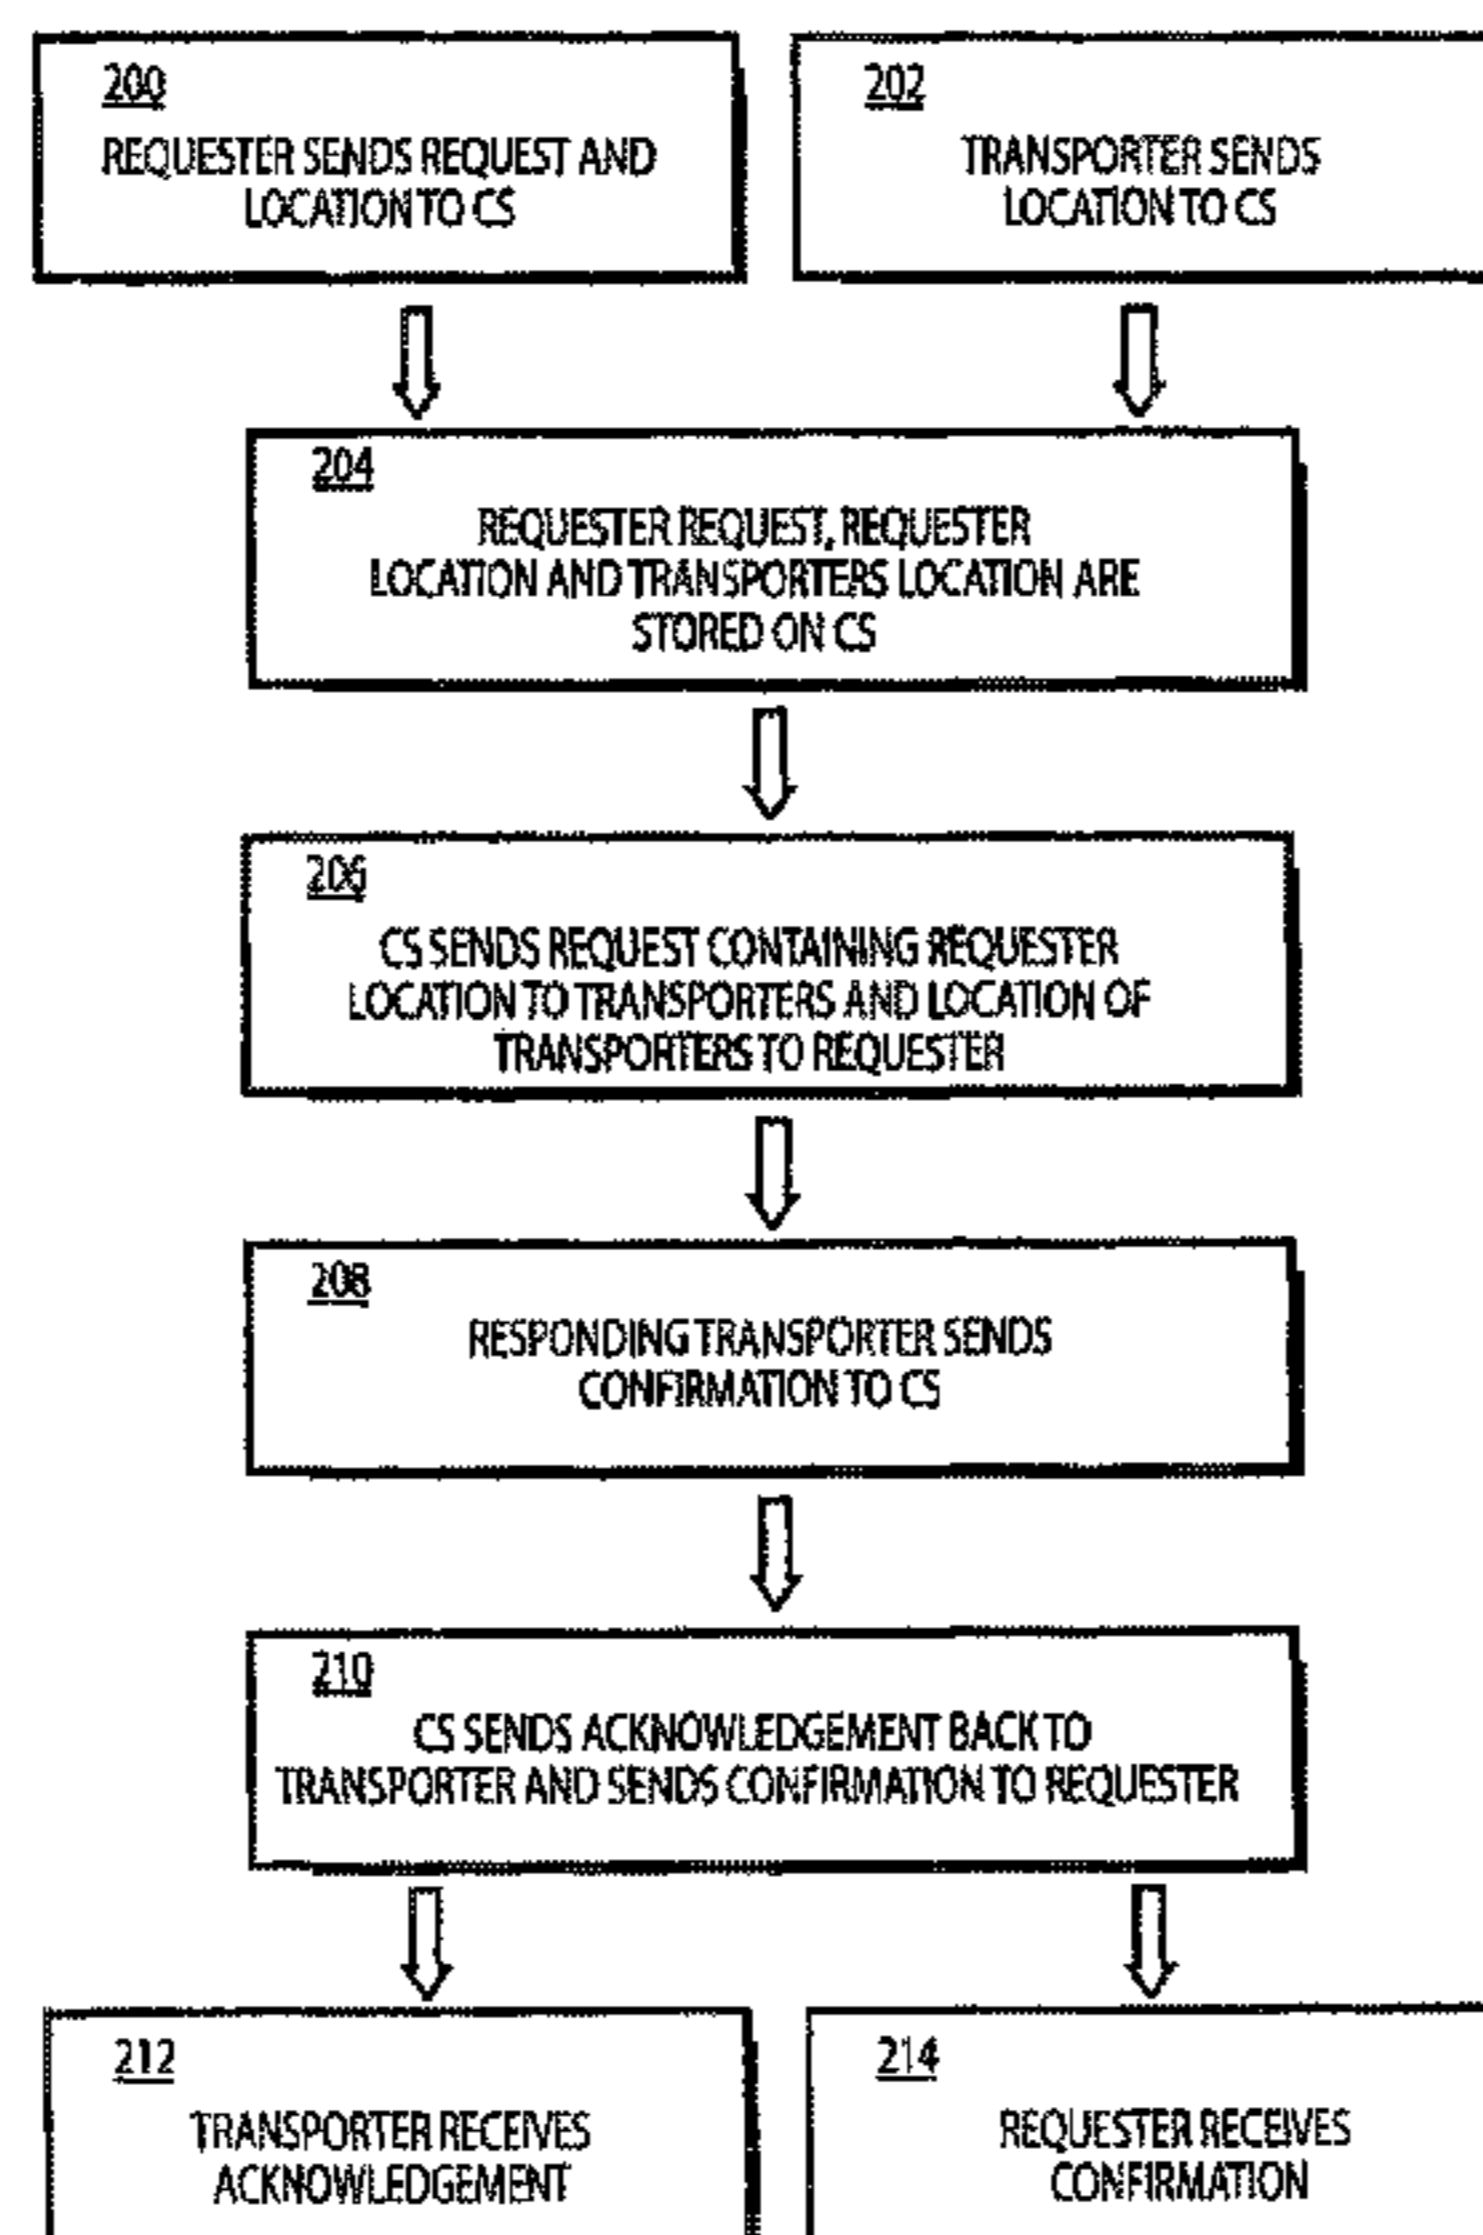 200
REQUESTER SENDS REQUEST AND
LOCATION TO CS
202
TRANSPORTER SENDS
LOCATION TO CS
204
REQUESTER REQUEST, REQUESTER
LOCATION AND TRANSPORTERS LOCATION ARE
STORED ON CS
206
CS SENDS REQUEST CONTAINING REQUESTER
LOCATION TO TRANSPORTERS AND LOCATION OF
TRANSPORTERS TO REQUESTER
208
RESPONDING TRANSPORTER SENDS
CONFIRMATION TO CS
210
CS SENDS ACKNOWLEDGEMENT BACK TO
TRANSPORTER AND SENDS CONFIRMATION TO REQUESTER
212
TRANSPORTER RECEIVES
ACKNOWLEDGEMENT
214
REQUESTER RECEIVES
CONFIRMATION